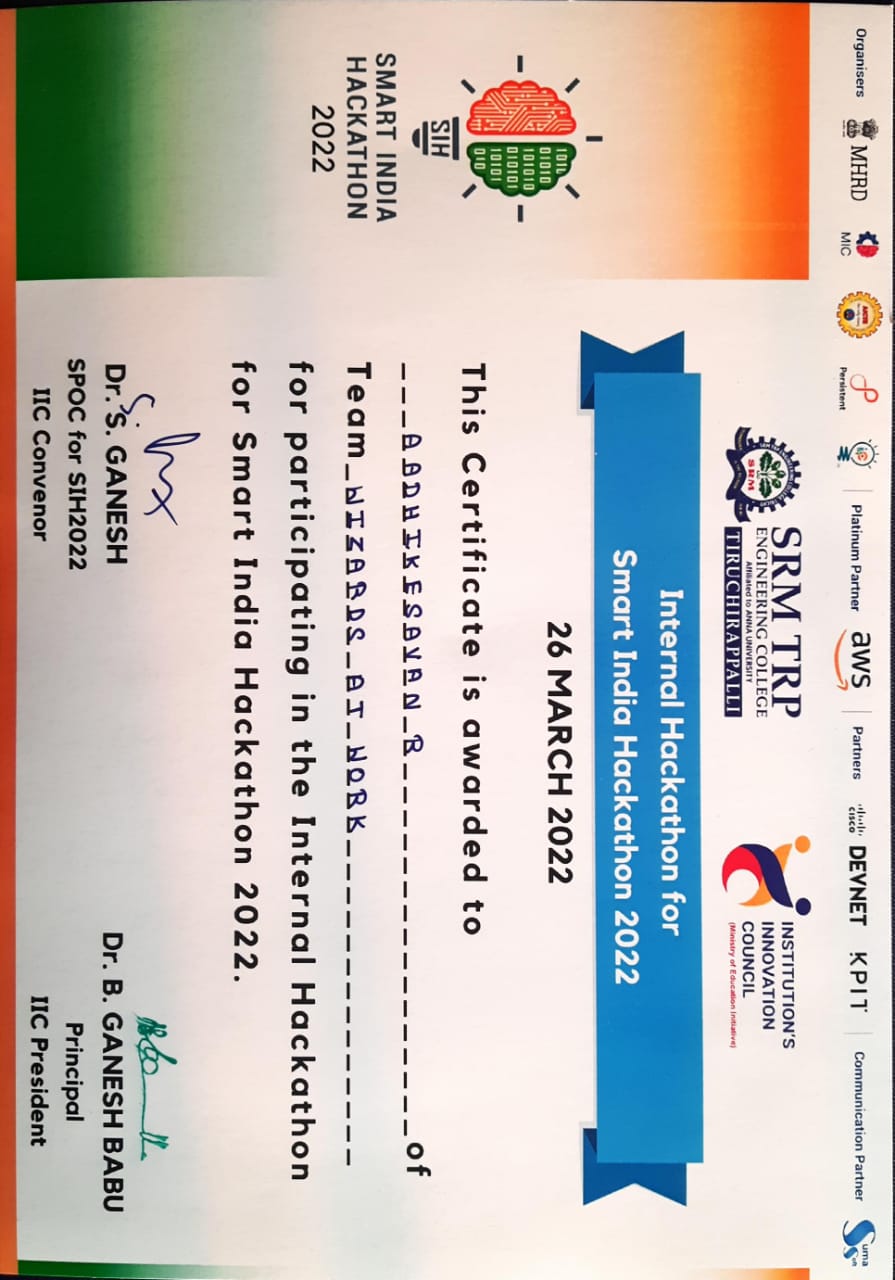 Organisers MHRD MIC Persistent Platinum Partner aws Partners CISCO DEVNET KPIT Communication Partner
SRM
SRM TRP
ENGINEERING COLLEGE
Affiliated to ANNA UNIVERSITY
TIRUCHIRAPPALLI
INSTITUTION'S
INNOVATION
COUNCIL
(Ministry of Education Initiative)
SIH
SMART INDIA
HACKATHON
2022
Internal Hackathon for
Smart India Hackathon 2022
26 MARCH 2022
This Certificate is awarded to
AADHIKESAVAN R of
Team WIZARDS AT WORK
for participating in the Internal Hackathon
for Smart India Hackathon 2022.
Dr. S. GANESH
SPOC for SIH2022
IIC Convenor
Dr. B. GANESH BABU
Principal
IIC President